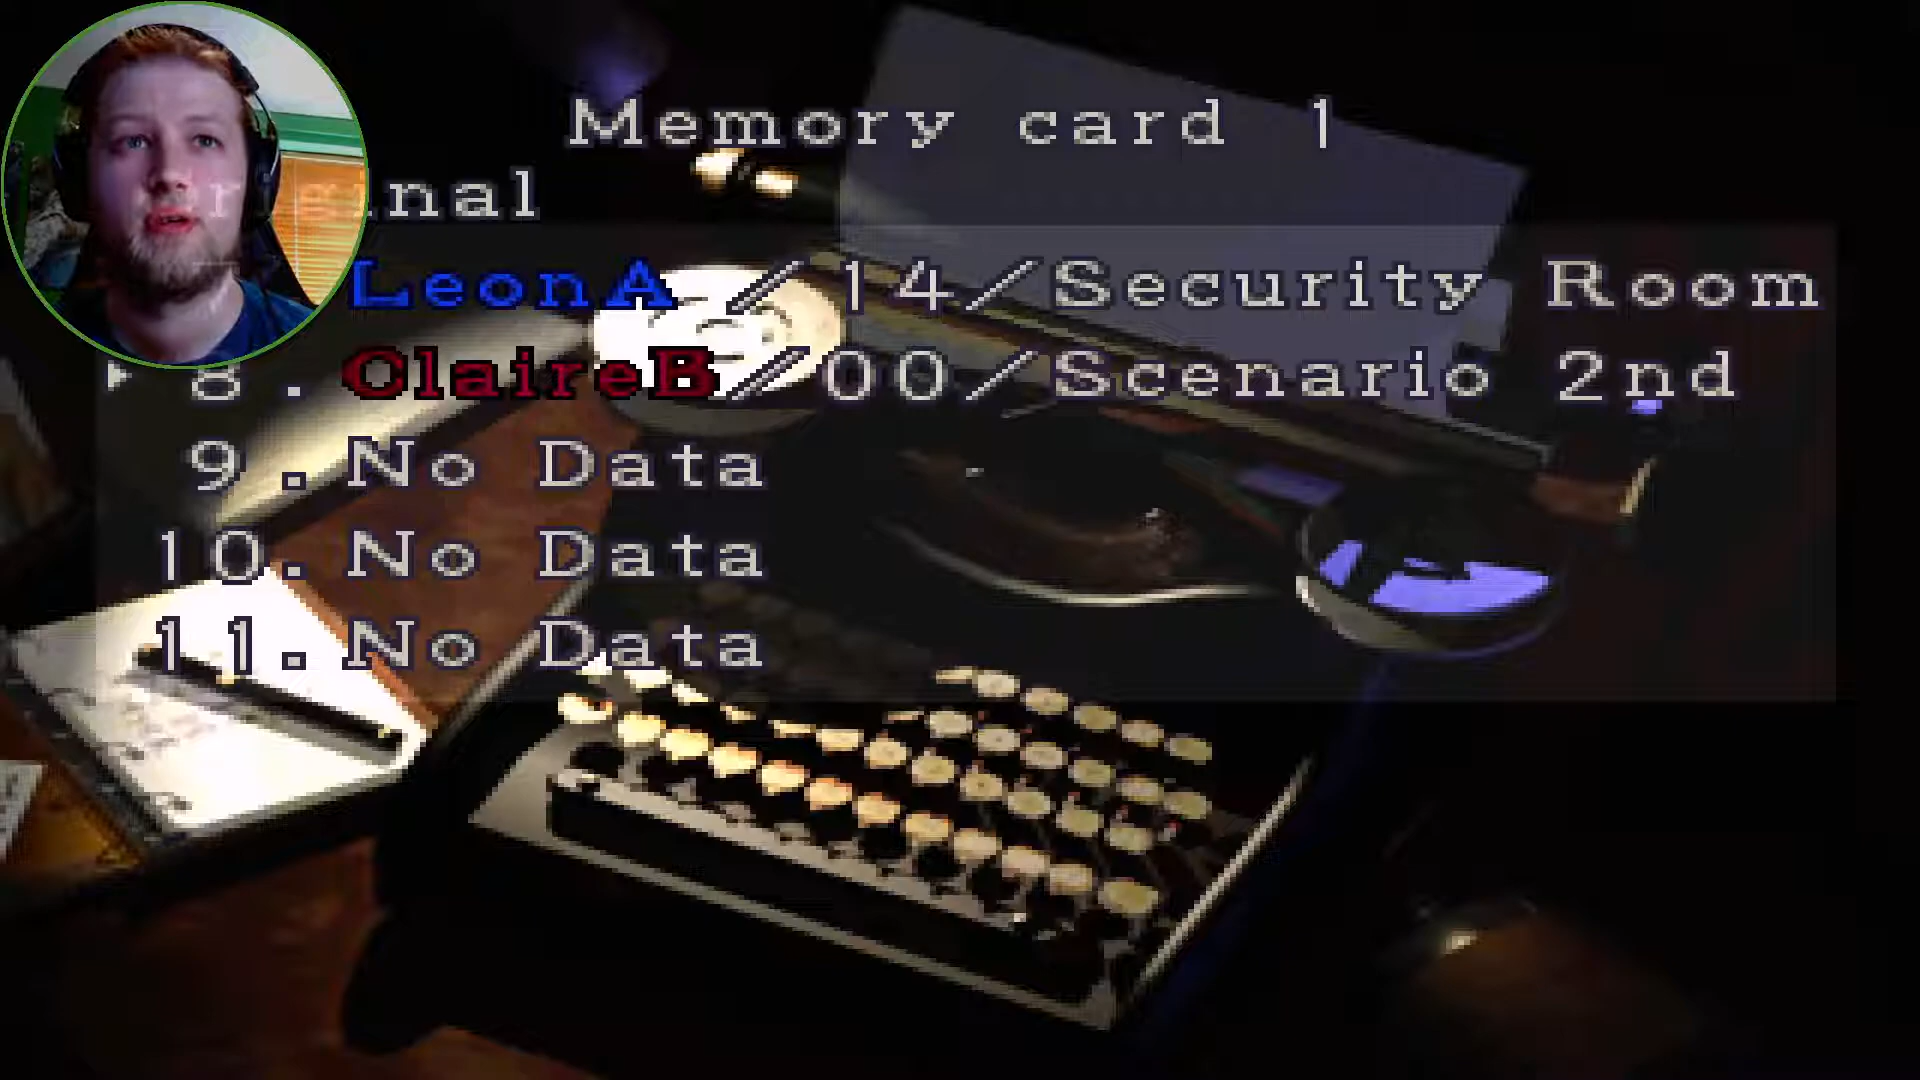 Memory card 1
Original
LeonA /14/Security Room
8. ClaireB/00/Scenario 2nd
9. No Data
10. No Data
11. No Data